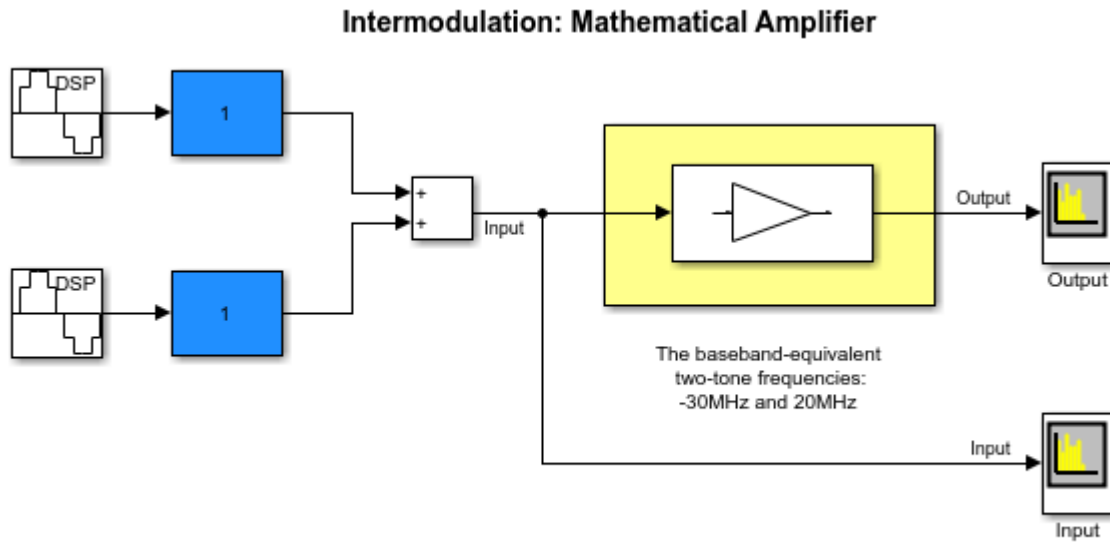 Intermodulation: Mathematical Amplifier
DSP
1
+
+
Input
Output
Output
DSP
1
The baseband-equivalent
two-tone frequencies:
-30MHz and 20MHz
Input
Input